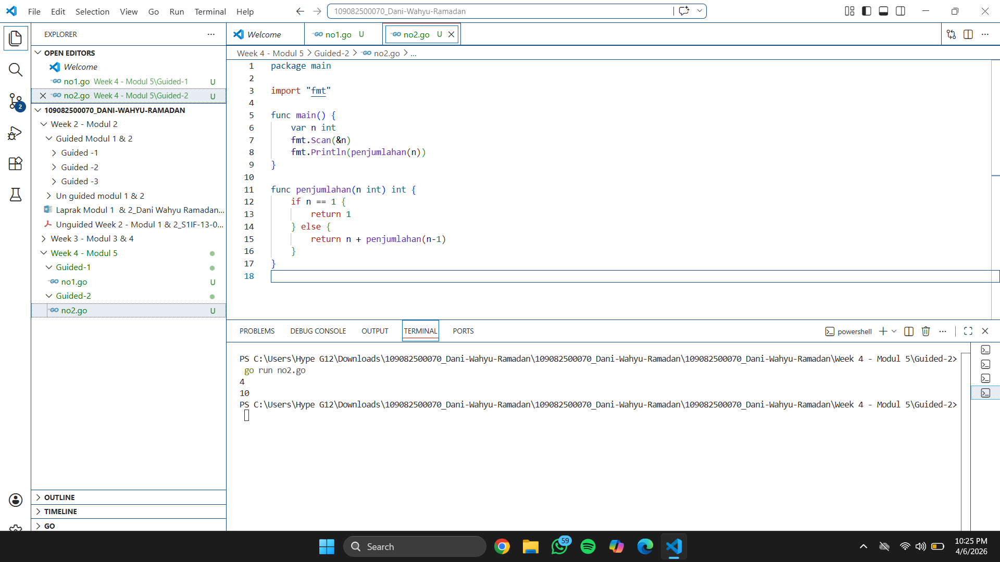 File Edit Selection View Go Run Terminal Help
109082500070_Dani-Wahyu-Ramadan
EXPLORER
OPEN EDITORS
Welcome
no1.go Week 4 - Modul 5\Guided-1 U
no2.go Week 4 - Modul 5\Guided-2 U
2
109082500070_DANI-WAHYU-RAMADAN
Week 2 - Modul 2
Guided Modul 1 & 2
Guided -1
Guided -2
Guided -3
Un guided modul 1 & 2
Laprak Modul 1 & 2_Dani Wahyu Ramadan...
Unguided Week 2 - Modul 1 & 2_S1IF-13-0...
Week 3 - Modul 3 & 4
Week 4 - Modul 5
Guided-1
GO no1.go U
Guided-2
GO no2.go U
OUTLINE
TIMELINE
GO
Welcome GO no1.go U GO no2.go U
Week 4 - Modul 5 > Guided-2 > GO no2.go > ...
1 package main
2
3 import "fmt"
4
5 func main() {
6 var n int
7 fmt.Scan(&n)
8 fmt.Println(penjumlahan(n))
9 }
10
11 func penjumlahan(n int) int {
12 if n == 1 {
13 return 1
14 } else {
15 return n + penjumlahan(n-1)
16 }
17 }
18
PROBLEMS DEBUG CONSOLE OUTPUT TERMINAL PORTS
powershell
PS C:\Users\Hype G12\Downloads\109082500070_Dani-Wahyu-Ramadan\109082500070_Dani-Wahyu-Ramadan\109082500070_Dani-Wahyu-Ramadan\Week 4 - Modul 5\Guided-2>
go run no2.go
4
10
PS C:\Users\Hype G12\Downloads\109082500070_Dani-Wahyu-Ramadan\109082500070_Dani-Wahyu-Ramadan\109082500070_Dani-Wahyu-Ramadan\Week 4 - Modul 5\Guided-2>
Search
59
10:25 PM
4/6/2026